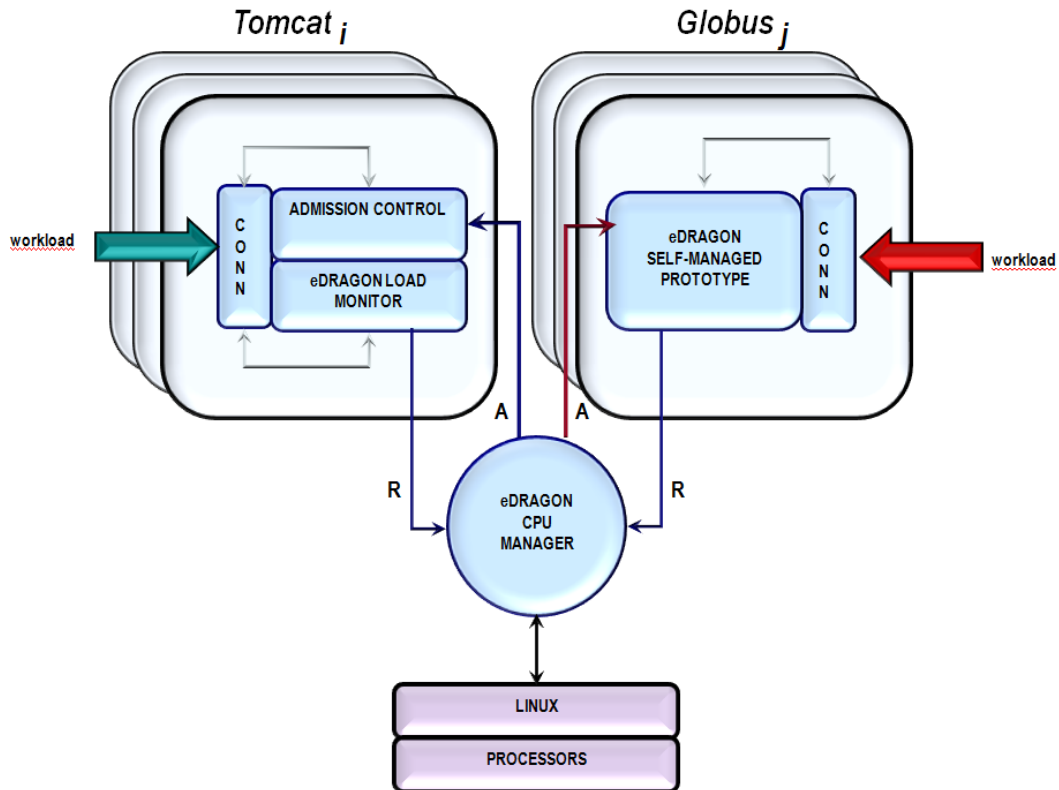 Tomcat i
Globus j
workload
C
O
N
N
ADMISSION CONTROL
eDRAGON LOAD
MONITOR
eDRAGON
SELF-MANAGED
PROTOTYPE
C
O
N
N
workload
A
A
R
R
eDRAGON
CPU
MANAGER
LINUX
PROCESSORS